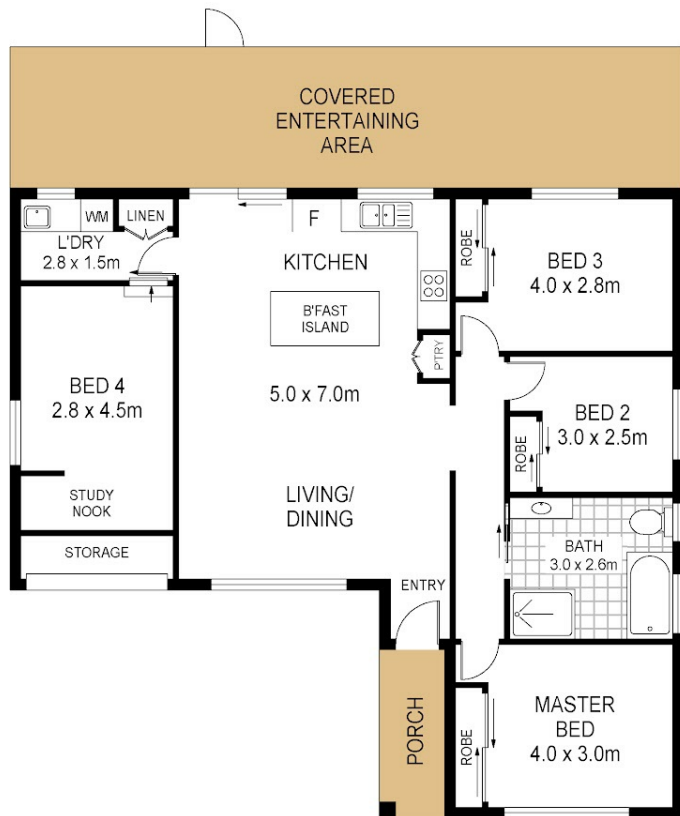 COVERED
ENTERTAINING
AREA
WM
LINEN
L'DRY
2.8 x 1.5m
F
KITCHEN
B'FAST
ISLAND
P'TRY
5.0 x 7.0m
LIVING/
DINING
ENTRY
BED 4
2.8 x 4.5m
STUDY
NOOK
STORAGE
ROBE
BED 3
4.0 x 2.8m
BED 2
3.0 x 2.5m
ROBE
BATH
3.0 x 2.6m
PORCH
ROBE
MASTER
BED
4.0 x 3.0m